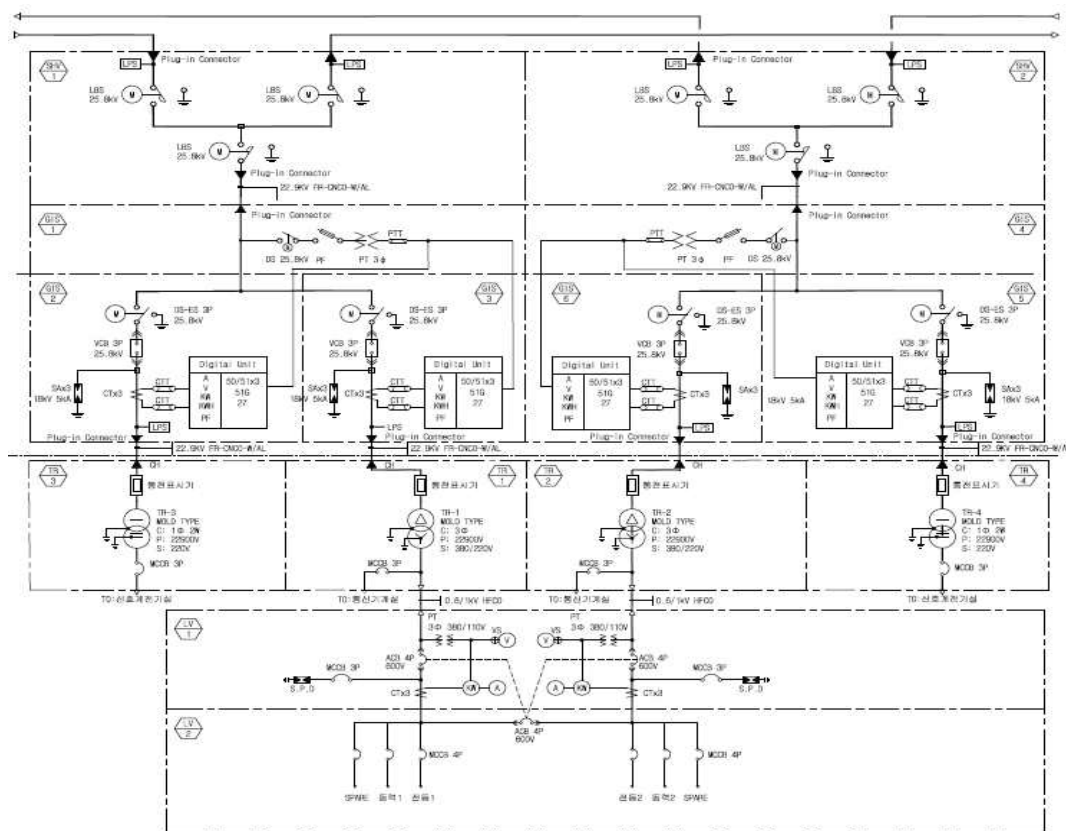 SHV
1
LPS
Plug-in Connector
LPS
Plug-in Connector
LPS
SHV
2
LBS
25.8kV
M
LBS
25.8kV
M
LBS
25.8kV
M
LBS
25.8kV
M
LBS
25.8kV
M
LBS
25.8kV
M
Plug-in Connector
Plug-in Connector
22.9KV FR-CNCO-W/AL
22.9KV FR-CNCO-W/AL
GIS
1
Plug-in Connector
Plug-in Connector
GIS
4
PTT
PTT
DS 25.8kV
PF
PT 3ϕ
PT 3ϕ
PF
DS 25.8kV
GIS
2
GIS
3
GIS
6
GIS
5
M
DS-ES 3P
25.8kV
M
DS-ES 3P
25.8kV
M
DS-ES 3P
25.8kV
M
DS-ES 3P
25.8kV
VCB 3P
25.8kV
VCB 3P
25.8kV
VCB 3P
25.8kV
VCB 3P
25.8kV
SAx3
18kV 5kA
CTx3
CTT
CTT
Digital Unit
A
V
KW
KWH
PF
50/51x3
51G
27
SAx3
18kV 5kA
CTx3
CTT
CTT
Digital Unit
A
V
KW
KWH
PF
50/51x3
51G
27
Digital Unit
A
V
KW
KWH
PF
50/51x3
51G
27
CTT
CTT
CTx3
SAx3
18kV 5kA
Digital Unit
A
V
KW
KWH
PF
50/51x3
51G
27
CTT
CTT
CTx3
SAx3
18kV 5kA
LPS
LPS
LPS
LPS
Plug-in Connector
Plug-in Connector
Plug-in Connector
Plug-in Connector
22.9KV FR-CNCO-W/AL
22.9KV FR-CNCO-W/AL
22.9KV FR-CNCO-W/AL
22.9KV FR-CNCO-W/AL
TR
3
CH
CH
TR
1
TR
2
CH
CH
TR
4
통전표시기
통전표시기
통전표시기
통전표시기
TR-3
MOLD TYPE
C: 1Φ 2W
P: 22900V
S: 220V
TR-1
MOLD TYPE
C: 3Φ
P: 22900V
S: 380/220V
TR-2
MOLD TYPE
C: 3Φ
P: 22900V
S: 380/220V
TR-4
MOLD TYPE
C: 1Φ 2W
P: 22900V
S: 220V
MCCB 3P
MCCB 3P
MCCB 3P
MCCB 3P
TO:신호계전기실
TO:통신기계실
0.6/1kV HFCO
TO:통신기계실
0.6/1kV HFCO
TO:신호계전기실
LV
1
PT
3Φ 380/110V
VS
V
V
VS
PT
3Φ 380/110V
ACB 4P
600V
ACB 4P
600V
MCCB 3P
S.P.D
CTx3
KW
A
A
KW
CTx3
MCCB 3P
S.P.D
LV
2
ACB 4P
600V
MCCB 4P
MCCB 4P
SPARE
동력1
전등1
전등2
동력2
SPARE